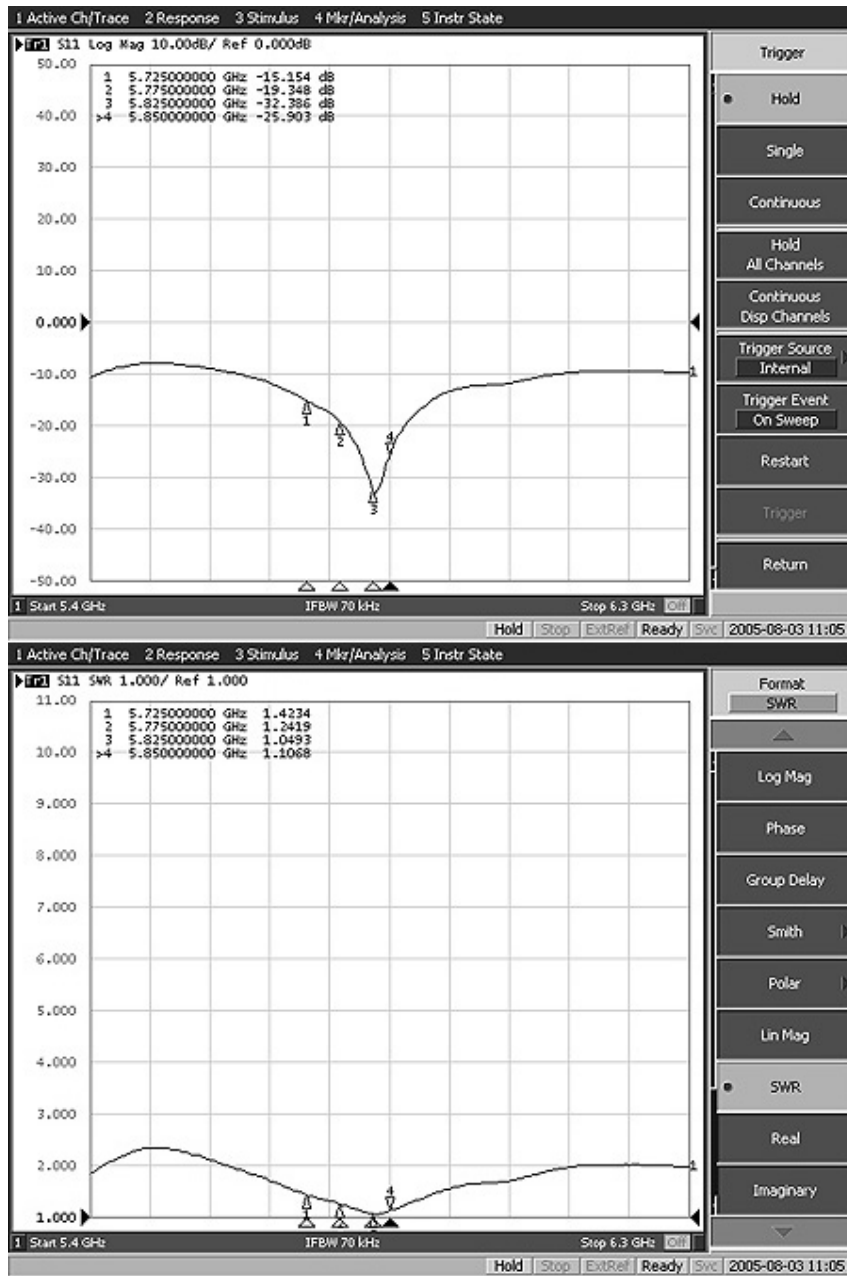 1 Active Ch/Trace 2 Response 3 Stimulus 4 Mkr/Analysis 5 Instr State
Tr1 S11 Log Mag 10.00dB/ Ref 0.000dB
50.00
1 5.725000000 GHz -15.154 dB
2 5.775000000 GHz -19.348 dB
3 5.825000000 GHz -32.386 dB
>4 5.850000000 GHz -25.903 dB
40.00
30.00
20.00
10.00
0.000
-10.00
-20.00
-30.00
-40.00
-50.00
1
1
2
3
4
1 Start 5.4 GHz IFBW 70 kHz Stop 6.3 GHz Off
Trigger
Hold
Single
Continuous
Hold
All Channels
Continuous
Disp Channels
Trigger Source
Internal
Trigger Event
On Sweep
Restart
Trigger
Return
Hold Stop ExtRef Ready Svc 2005-08-03 11:05
1 Active Ch/Trace 2 Response 3 Stimulus 4 Mkr/Analysis 5 Instr State
Tr1 S11 SWR 1.000/ Ref 1.000
11.00
1 5.725000000 GHz 1.4234
2 5.775000000 GHz 1.2419
3 5.825000000 GHz 1.0493
>4 5.850000000 GHz 1.1068
10.00
9.000
8.000
7.000
6.000
5.000
4.000
3.000
2.000
1.000
1
1
4
1 Start 5.4 GHz IFBW 70 kHz Stop 6.3 GHz Off
Format
SWR
Log Mag
Phase
Group Delay
Smith
Polar
Lin Mag
SWR
Real
Imaginary
Hold Stop ExtRef Ready Svc 2005-08-03 11:05